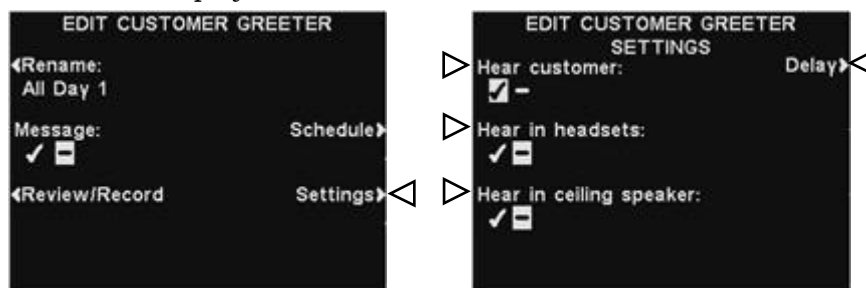 EDIT CUSTOMER GREETER
Rename:
All Day 1
Message:
Schedule
Review/Record
Settings
EDIT CUSTOMER GREETER
SETTINGS
Hear customer:
Delay
Hear in headsets:
Hear in ceiling speaker: